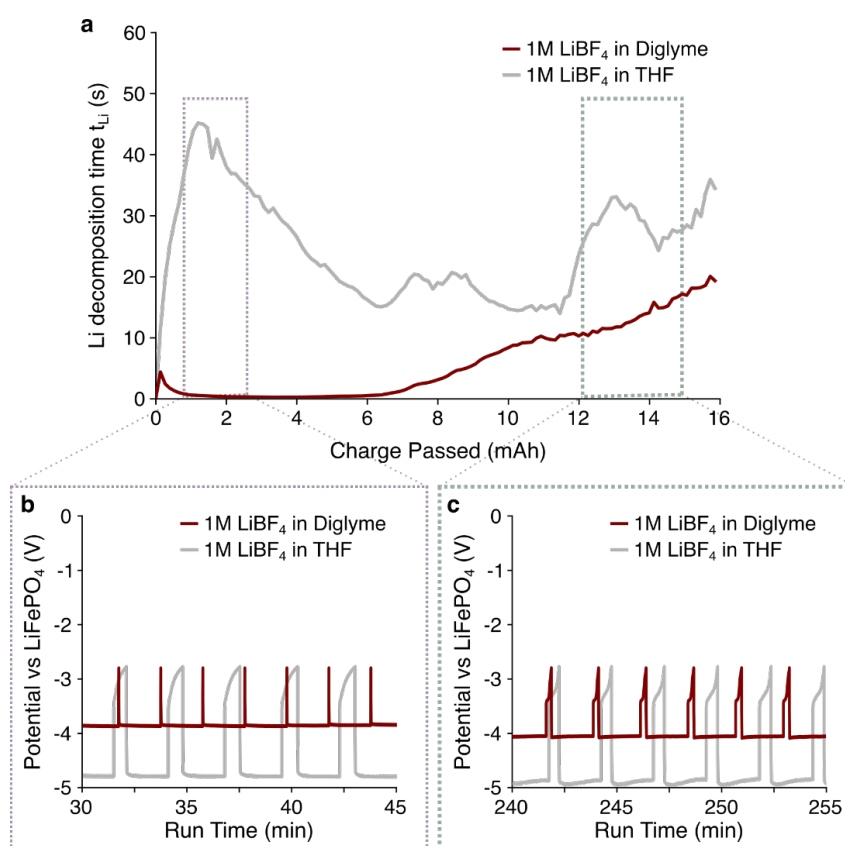 a
60
50
40
30
20
10
0
Li decomposition time t_Li (s)
1M LiBF₄ in Diglyme
1M LiBF₄ in THF
0 2 4 6 8 10 12 14 16
Charge Passed (mAh)
b
0
-1
-2
-3
-4
-5
Potential vs LiFePO₄ (V)
1M LiBF₄ in Diglyme
1M LiBF₄ in THF
30 35 40 45
Run Time (min)
c
0
-1
-2
-3
-4
-5
Potential vs LiFePO₄ (V)
1M LiBF₄ in Diglyme
1M LiBF₄ in THF
240 245 250 255
Run Time (min)